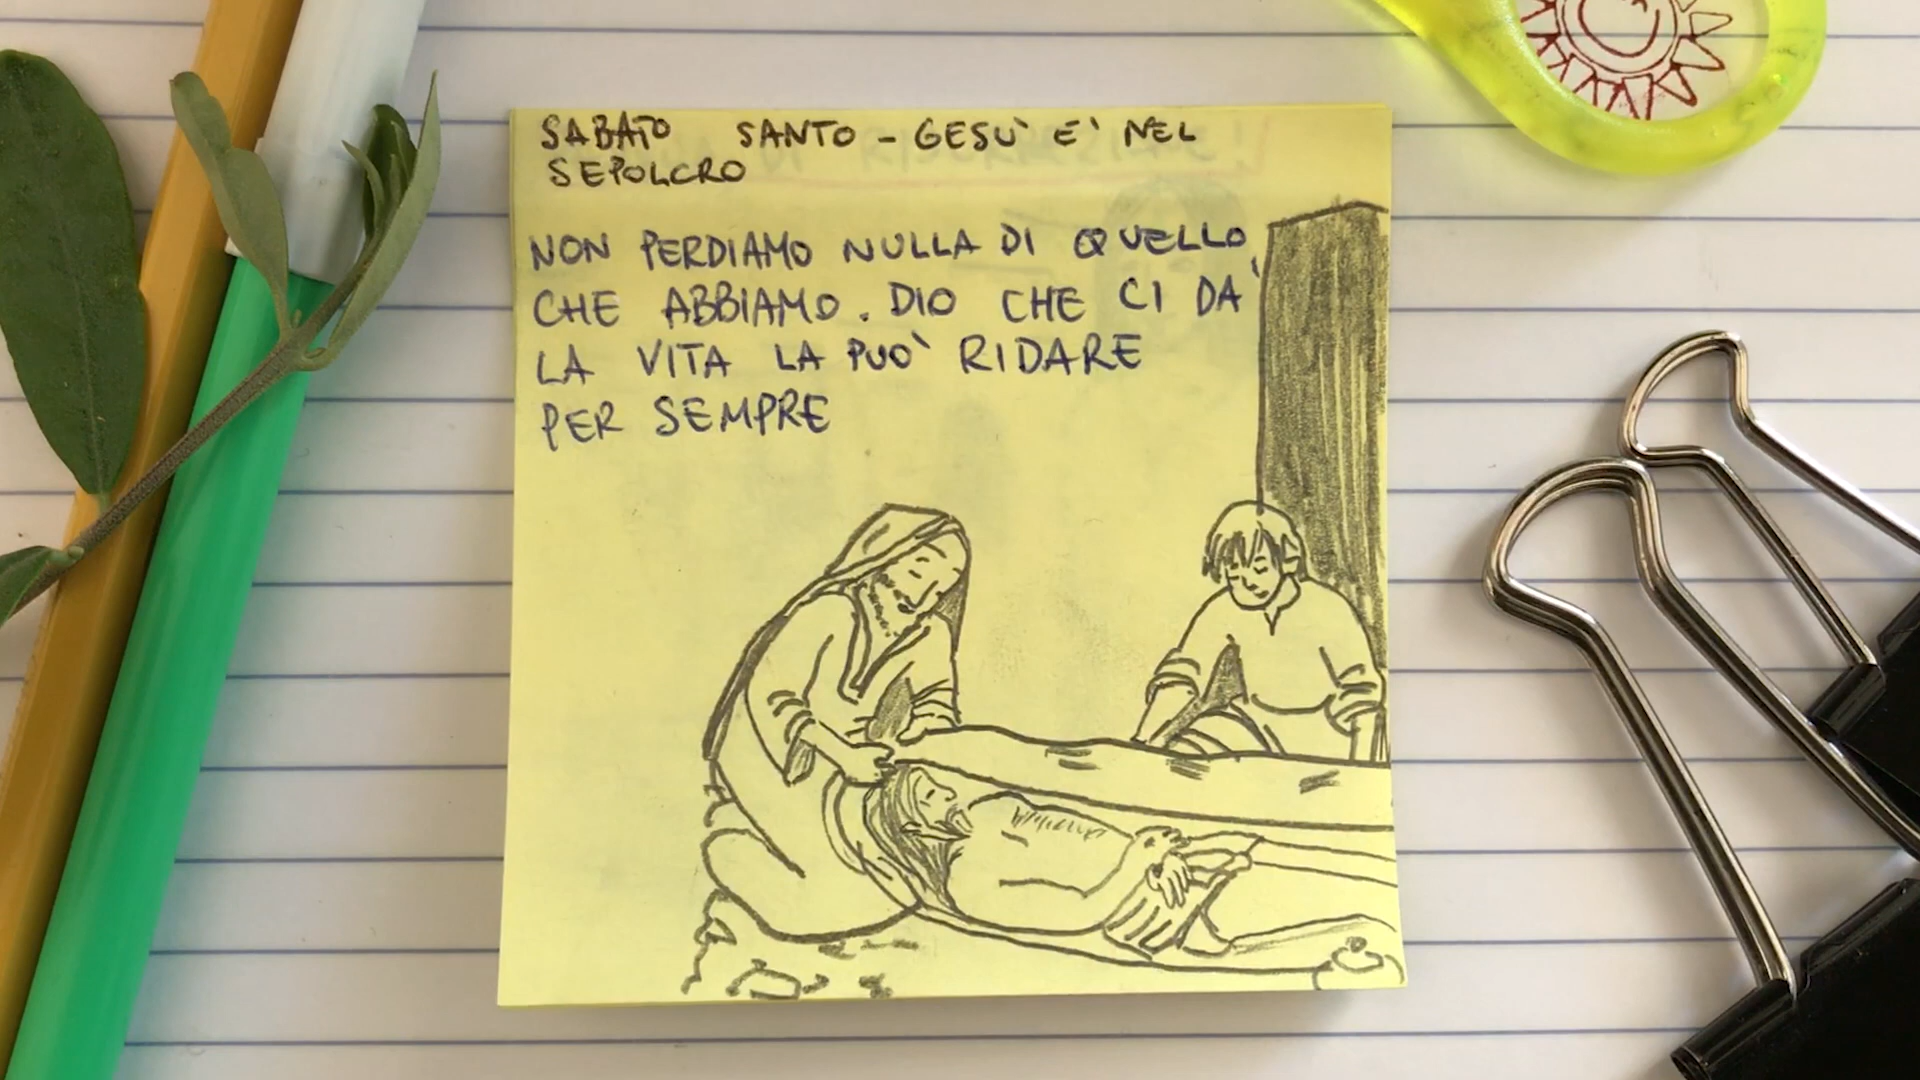 SABATO SANTO - GESU' E' NEL
SEPOLCRO
NON PERDIAMO NULLA DI QUELLO
CHE ABBIAMO. DIO CHE CI DA'
LA VITA LA PUO' RIDARE
PER SEMPRE